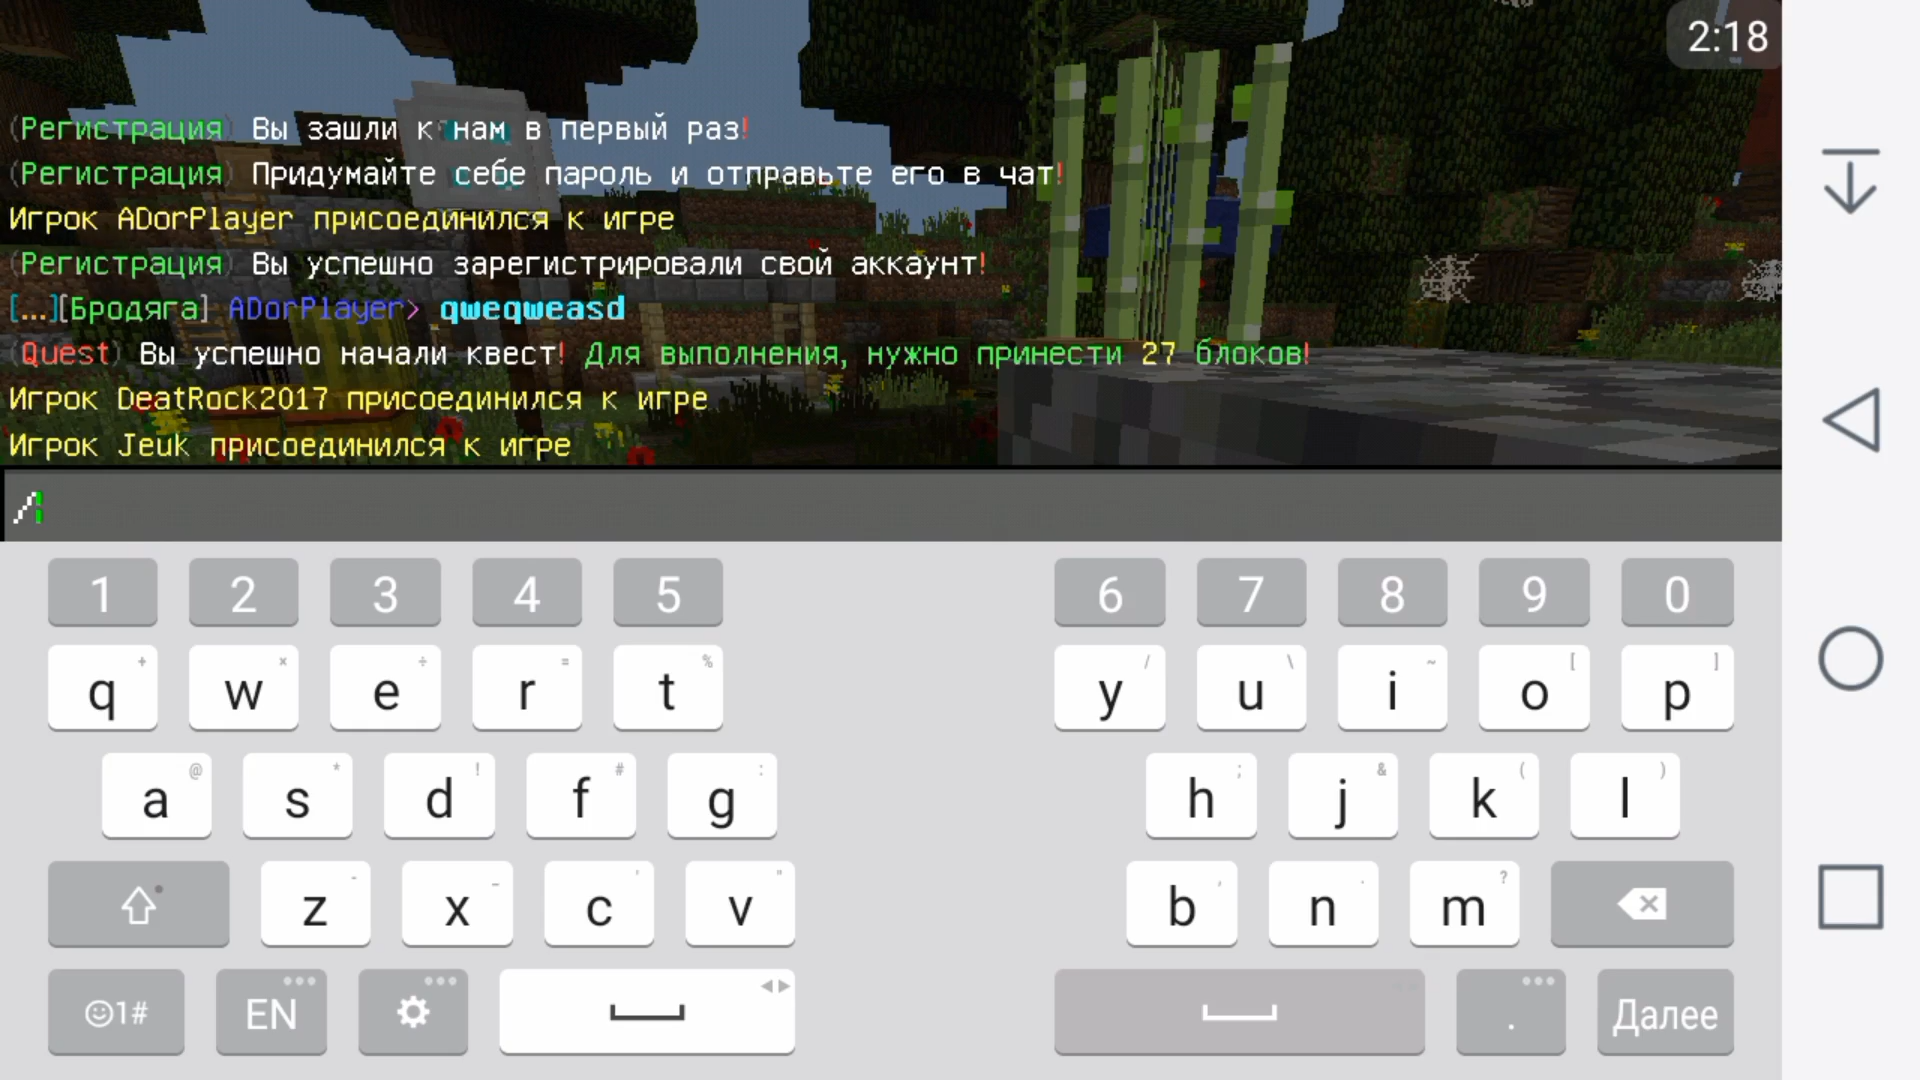 2:18
(Регистрация) Вы зашли к нам в первый раз!
(Регистрация) Придумайте себе пароль и отправьте его в чат!
Игрок ADorPlayer присоединился к игре
(Регистрация) Вы успешно зарегистрировали свой аккаунт!
[...][Бродяга] ADorPlayer> qweqweasd
(Quest) Вы успешно начали квест! Для выполнения, нужно принести 27 блоков!
Игрок DeatRock2017 присоединился к игре
Игрок Jeuk присоединился к игре
/
1 2 3 4 5 6 7 8 9 0
q + w × e ÷ r = t % y / u \ i ~ o [ p ]
a @ s * d ! f # g : h ; j & k ( l )
z - x _ c ' v " b , n . m ?
☺1# EN . Далее